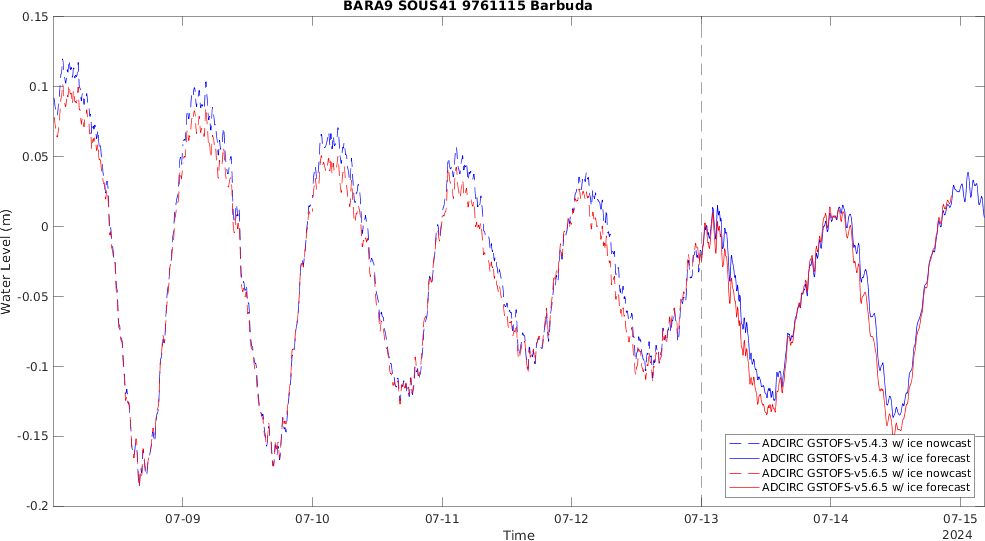 BARA9 SOUS41 9761115 Barbuda
0.15
0.1
0.05
0
-0.05
-0.1
-0.15
-0.2
Water Level (m)
ADCIRC GSTOFS-v5.4.3 w/ ice nowcast
ADCIRC GSTOFS-v5.4.3 w/ ice forecast
ADCIRC GSTOFS-v5.6.5 w/ ice nowcast
ADCIRC GSTOFS-v5.6.5 w/ ice forecast
07-09 07-10 07-11 07-12 07-13 07-14 07-15
Time 2024